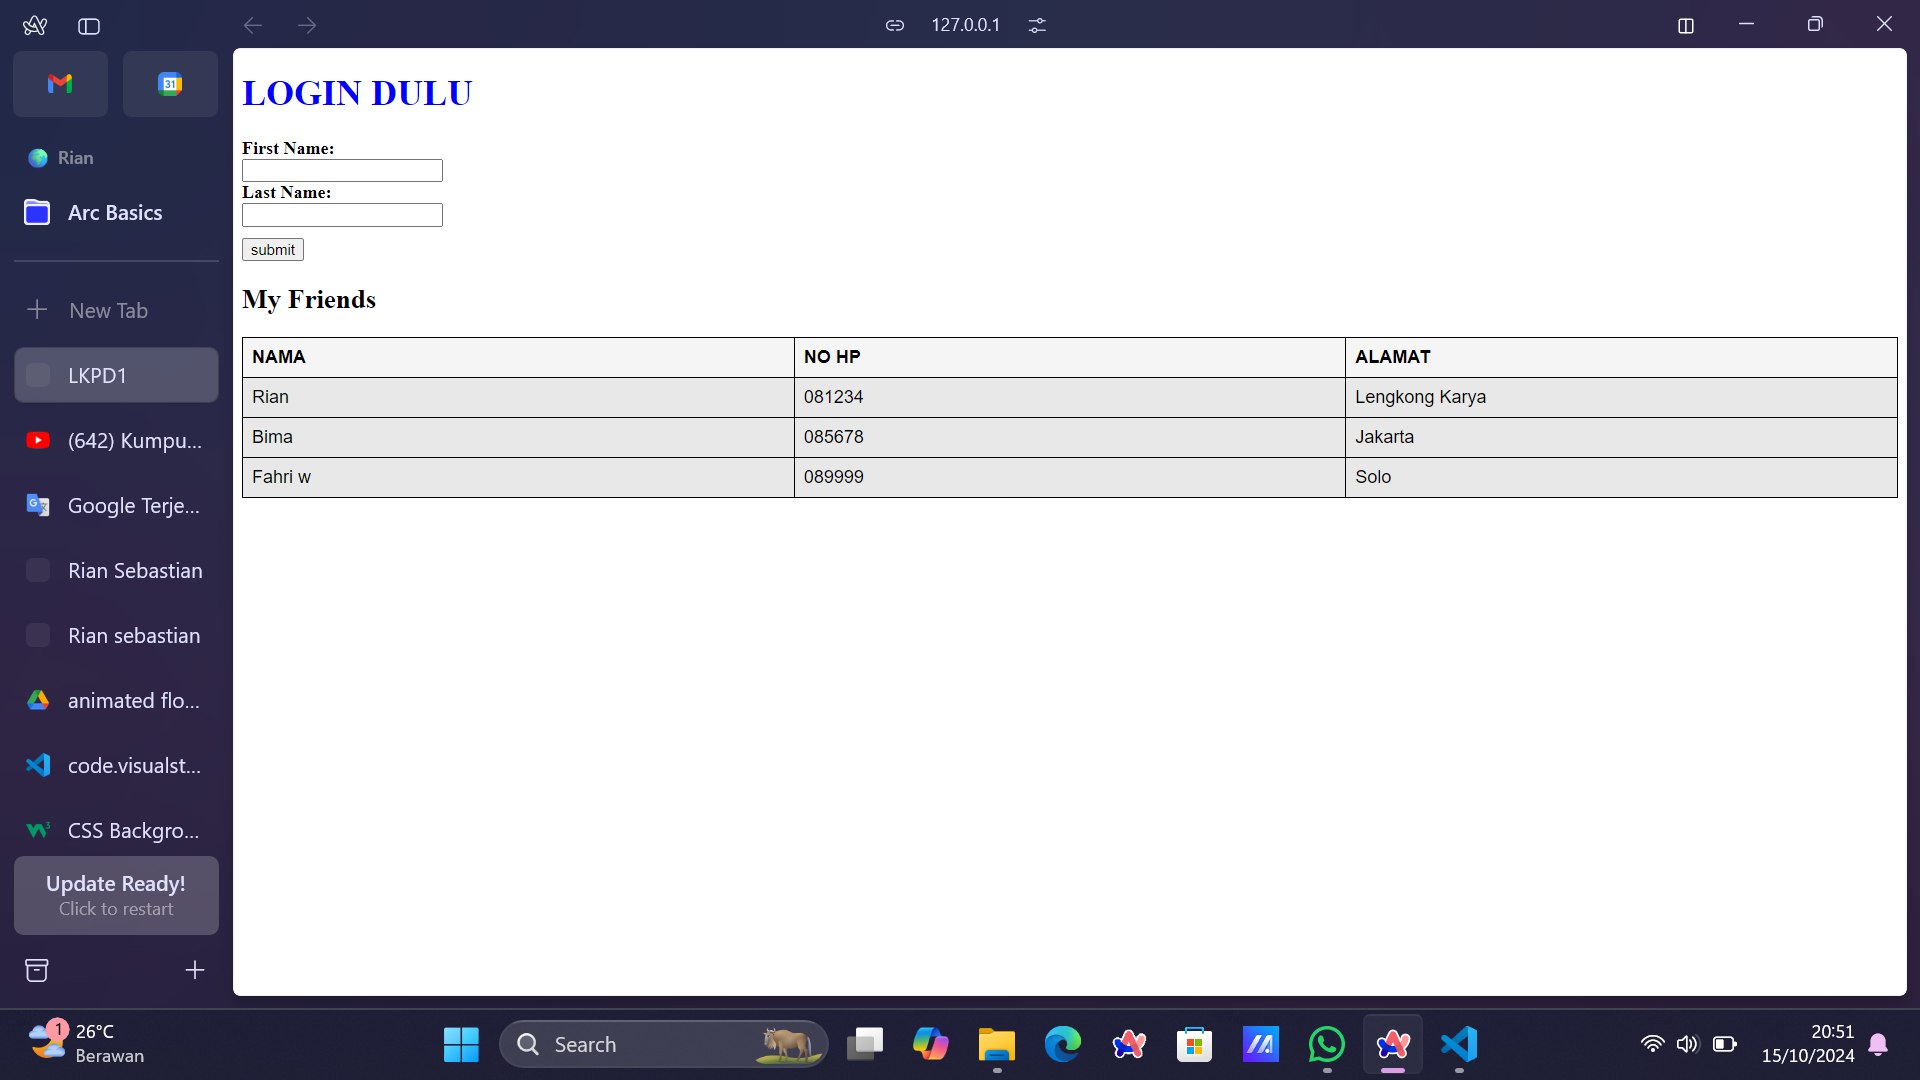 127.0.0.1
31
Rian
Arc Basics
New Tab
LKPD1
(642) Kumpu...
Google Terje...
Rian Sebastian
Rian sebastian
animated flo...
code.visualst...
CSS Backgro...
Update Ready!
Click to restart
LOGIN DULU
First Name:
Last Name:
submit
My Friends
NAMA NO HP ALAMAT
Rian 081234 Lengkong Karya
Bima 085678 Jakarta
Fahri w 089999 Solo
1
26°C
Berawan
Search
20:51
15/10/2024